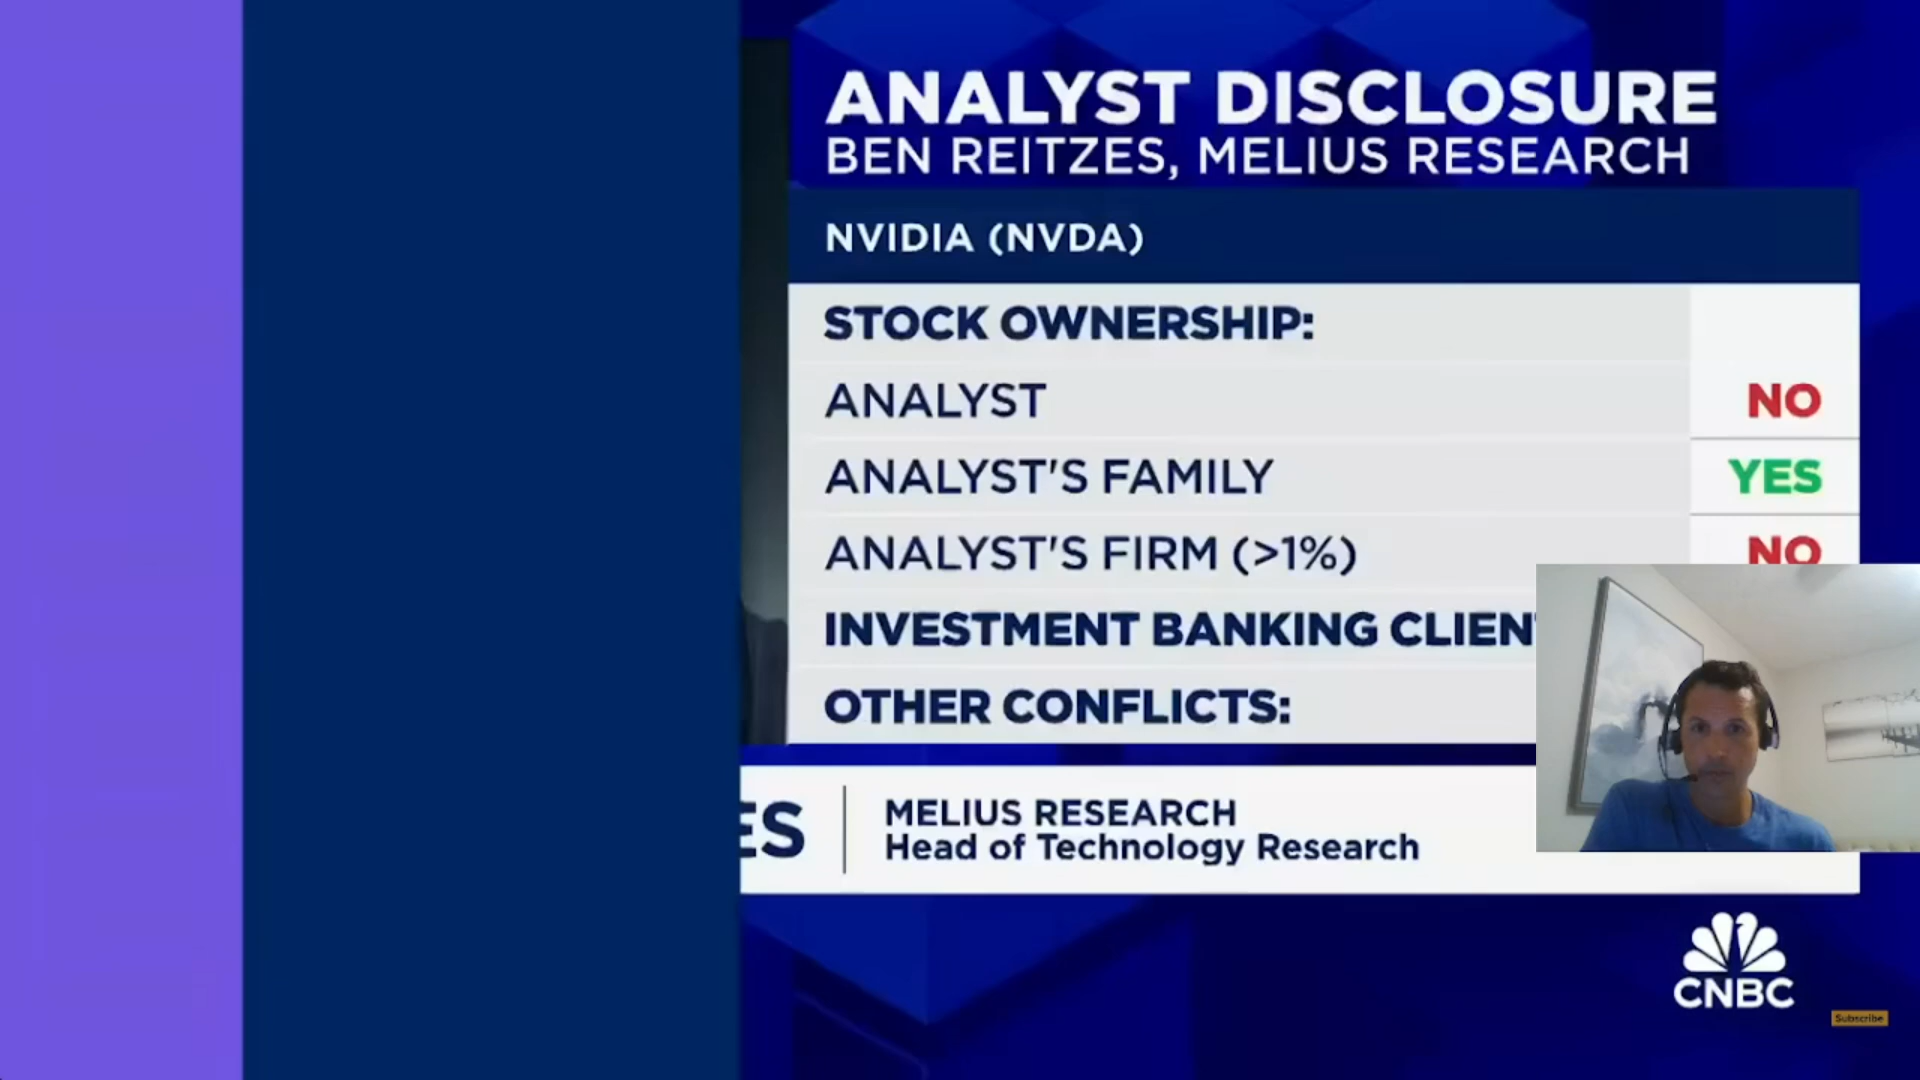 ANALYST DISCLOSURE
BEN REITZES, MELIUS RESEARCH
NVIDIA (NVDA)
STOCK OWNERSHIP:
ANALYST NO
ANALYST'S FAMILY YES
ANALYST'S FIRM (>1%) NO
INVESTMENT BANKING CLIEN
OTHER CONFLICTS:
ES
MELIUS RESEARCH
Head of Technology Research
CNBC
Subscribe